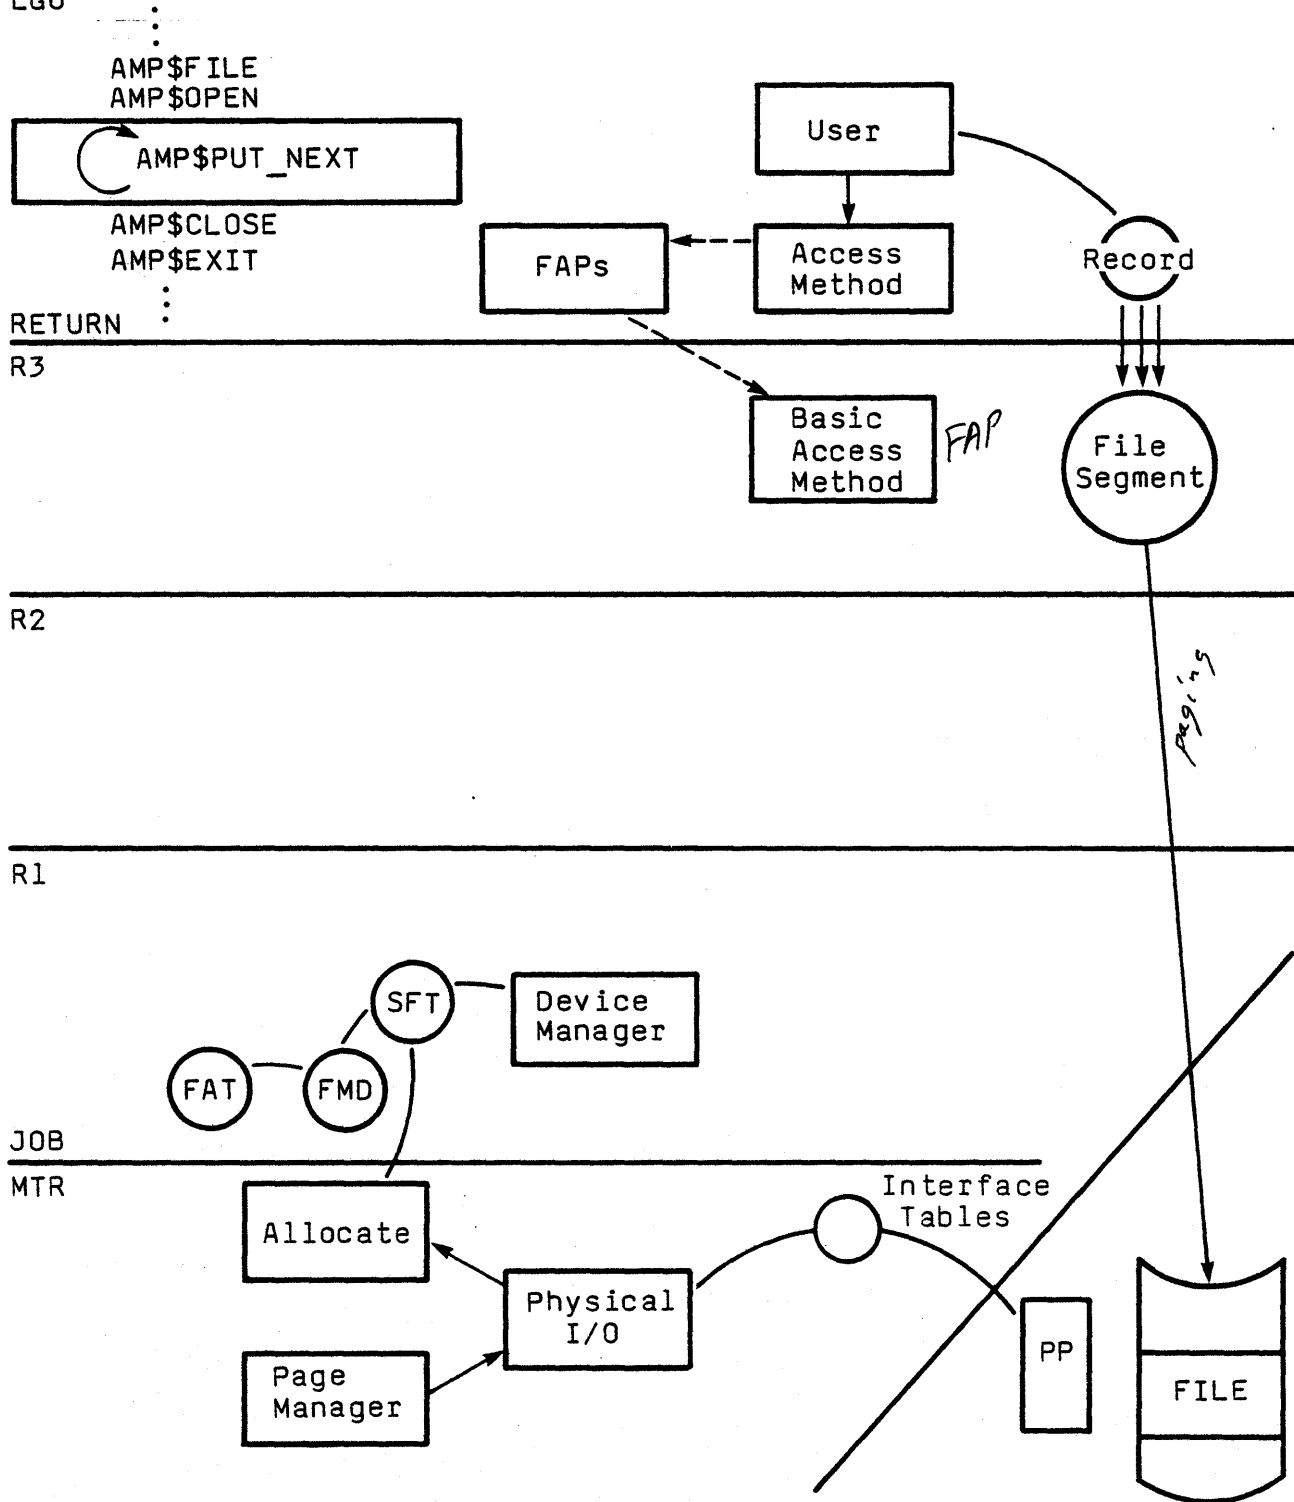 LGO
AMP$FILE
AMP$OPEN
AMP$PUT_NEXT
AMP$CLOSE
AMP$EXIT
RETURN
User
Access
Method
FAPs
Record
R3
Basic
Access
Method
FAP
File
Segment
R2
paging
R1
SFT
Device
Manager
FAT
FMD
JOB
MTR
Interface
Tables
Allocate
Physical
I/O
Page
Manager
PP
FILE